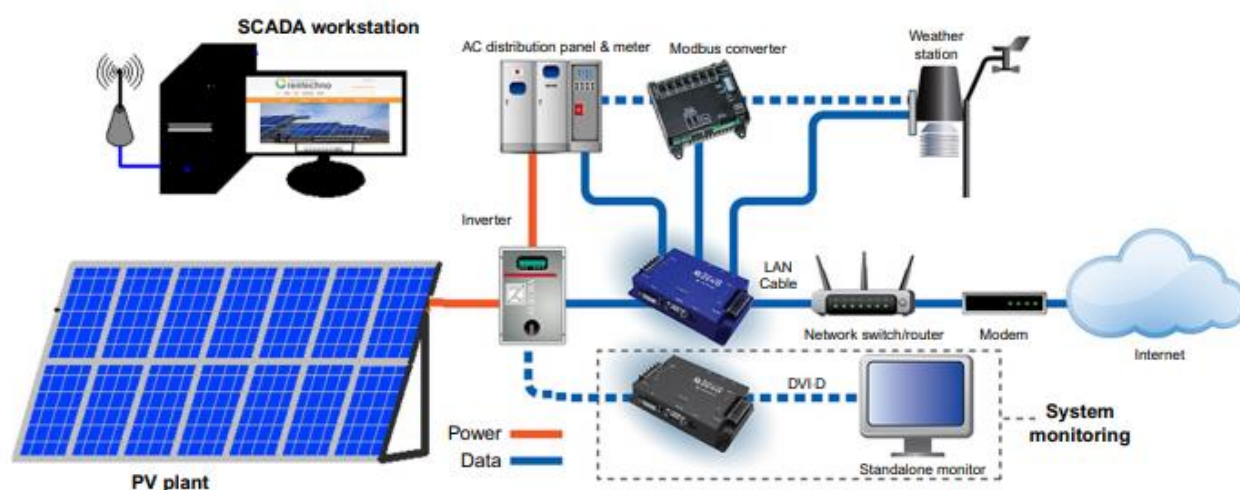 SCADA workstation
AC distribution panel & meter
Modbus converter
Weather
station
Inverter
LAN
Cable
Network switch/router
Modem
Internet
DVI-D
System
monitoring
Standalone monitor
Power
Data
PV plant